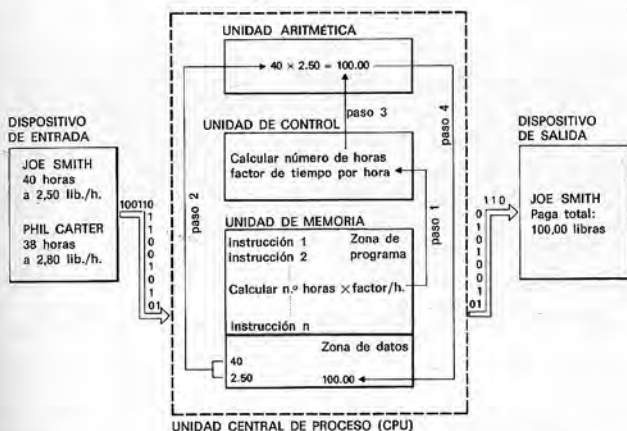 UNIDAD ARITMÉTICA
40 × 2.50 = 100.00
paso 3
paso 4
DISPOSITIVO
DE ENTRADA
JOE SMITH
40 horas
a 2,50 lib./h.
PHIL CARTER
38 horas
a 2,80 lib./h.
100110
1
1
0
0
1
0
1
01
paso 2
UNIDAD DE CONTROL
Calcular número de horas
factor de tiempo por hora
paso 1
UNIDAD DE MEMORIA
Instrucción 1
Zona de
Instrucción 2
programa
Calcular n.º horas × factor/h.
Instrucción n
Zona de datos
40
2.50
100.00
UNIDAD CENTRAL DE PROCESO (CPU)
110
0
1
0
1
0
0
1
01
DISPOSITIVO
DE SALIDA
JOE SMITH
Paga total:
100,00 libras